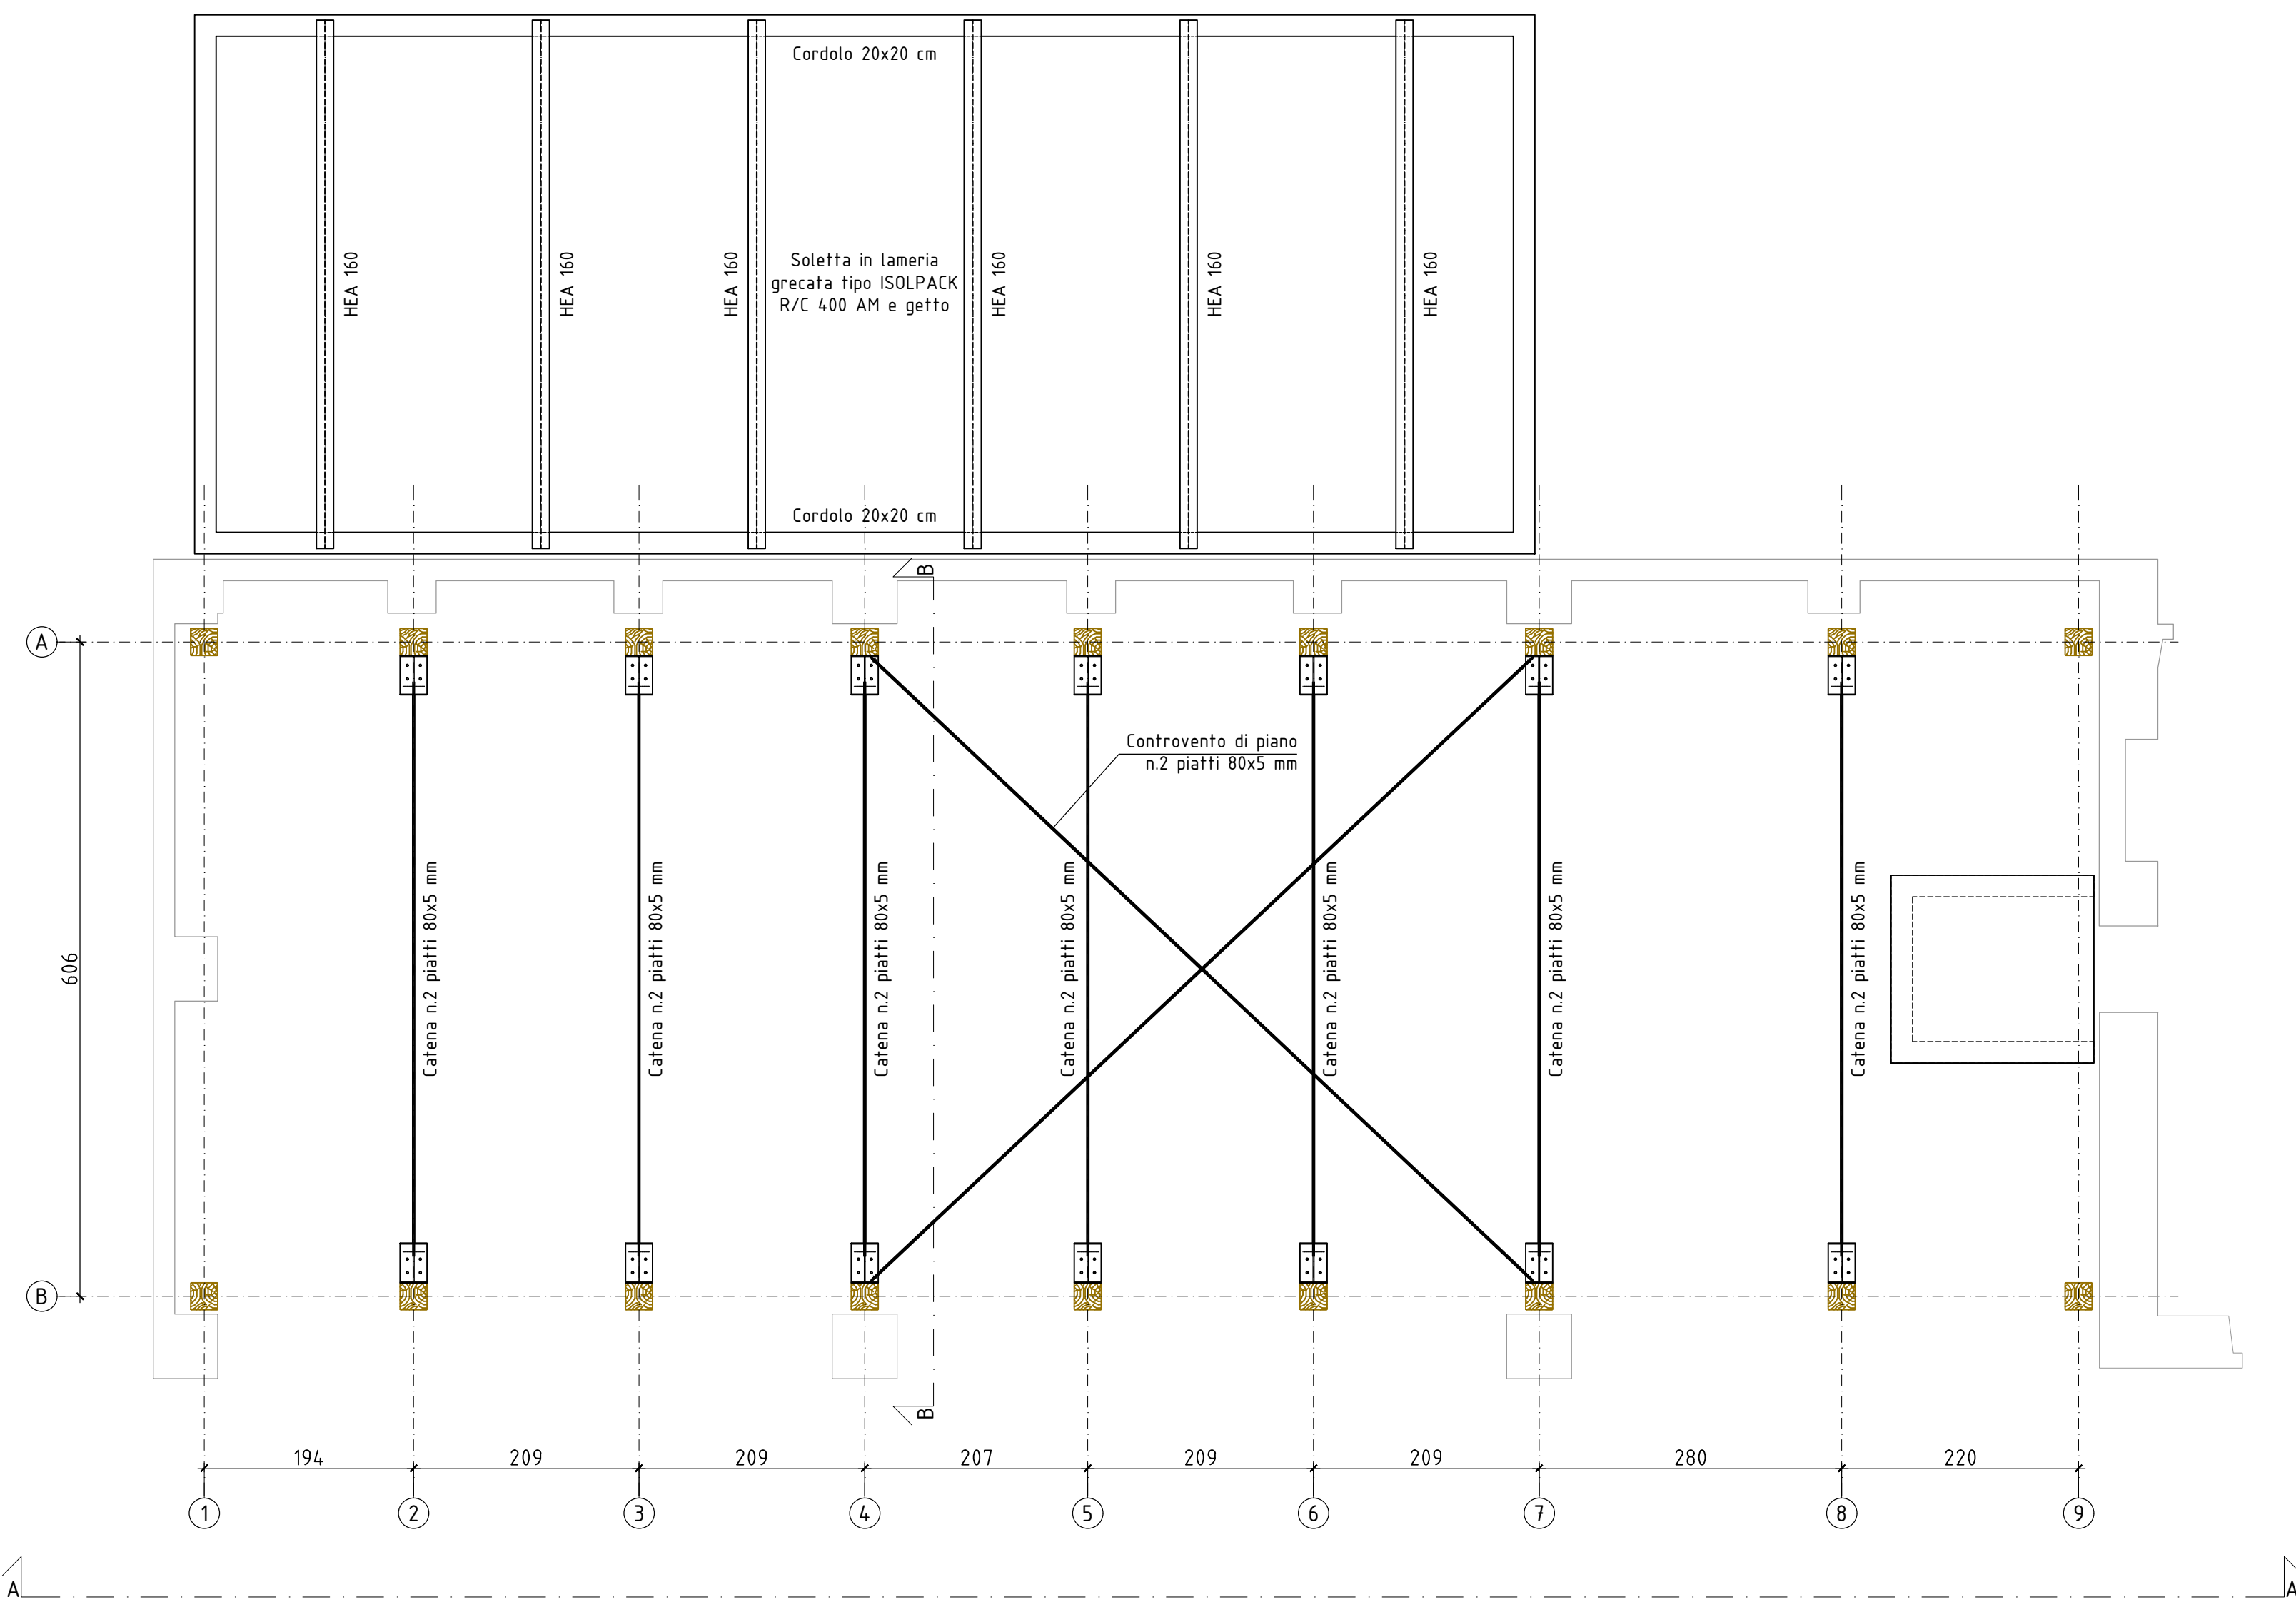 Cordolo 20x20 cm
HEA 160
HEA 160
HEA 160
Soletta in lameria
grecata tipo ISOLPACK
R/C 400 AM e getto
HEA 160
HEA 160
HEA 160
Cordolo 20x20 cm
B
A
Controvento di piano
n.2 piatti 80x5 mm
606
Catena n.2 piatti 80x5 mm
Catena n.2 piatti 80x5 mm
Catena n.2 piatti 80x5 mm
Catena n.2 piatti 80x5 mm
Catena n.2 piatti 80x5 mm
Catena n.2 piatti 80x5 mm
Catena n.2 piatti 80x5 mm
B
B
194
209
209
207
209
209
280
220
1
2
3
4
5
6
7
8
9
A
A